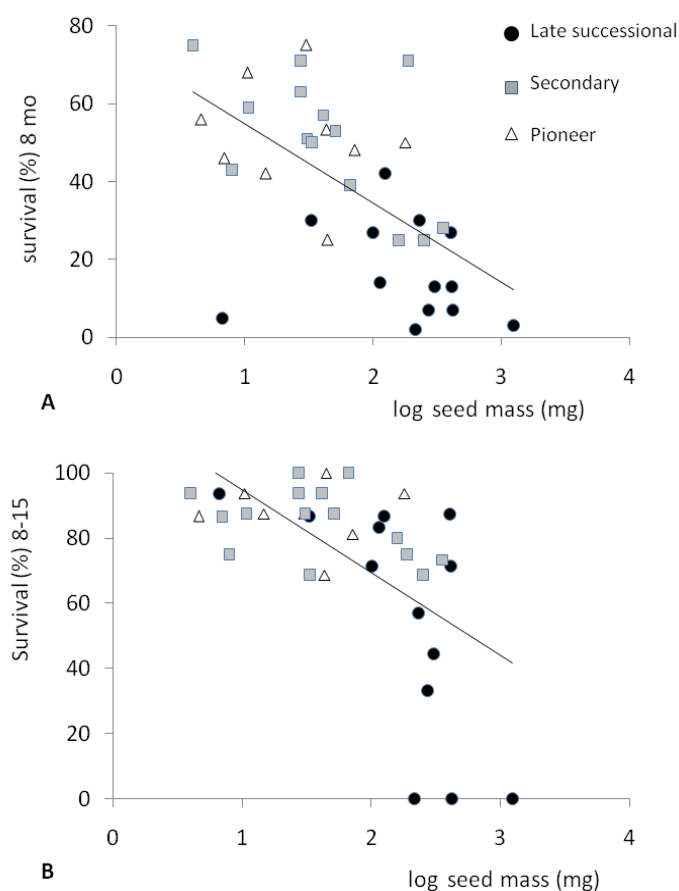 80
60
40
20
0
survival (%) 8 mo
0 1 2 3 4
log seed mass (mg)
A
Late successional
Secondary
Pioneer
100
80
60
40
20
0
Survival (%) 8-15
0 1 2 3 4
log seed mass (mg)
B